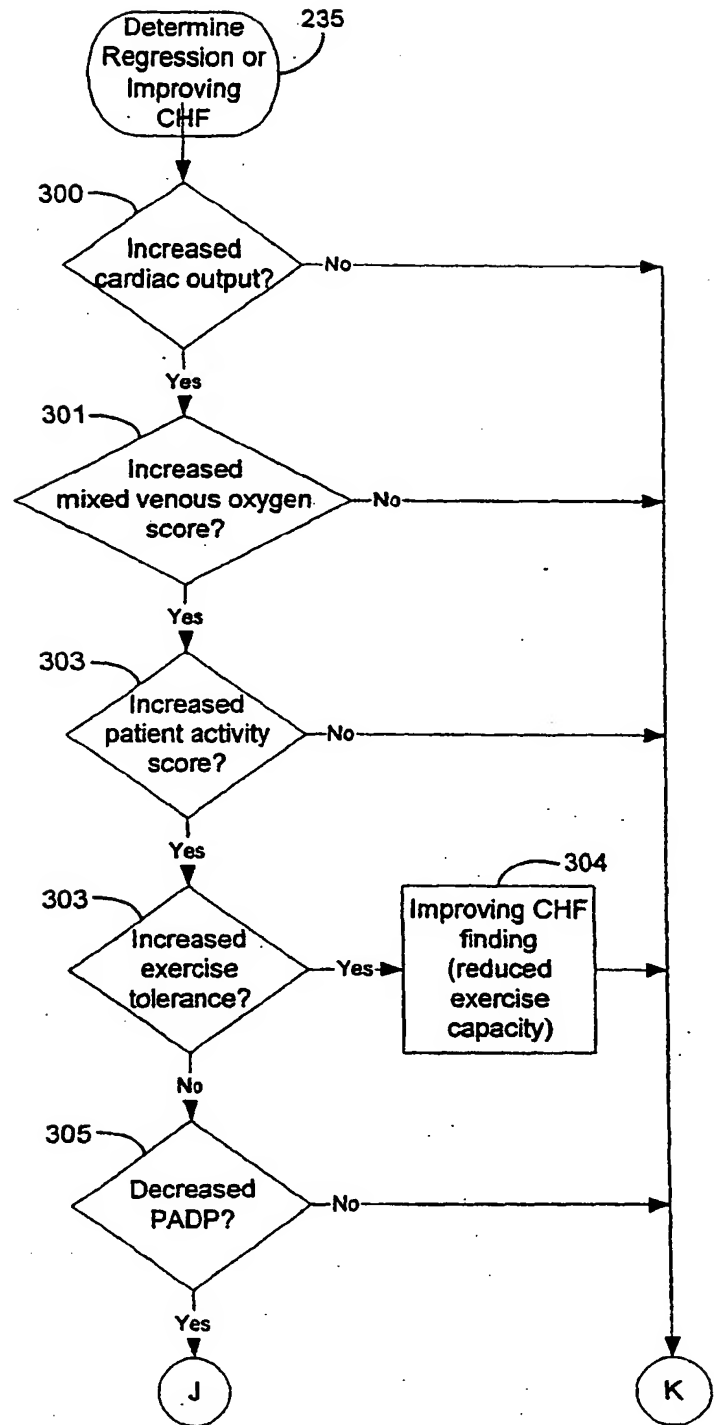 Determine
Regression or
Improving
CHF
235
300
Increased
cardiac output?
No
Yes
301
Increased
mixed venous oxygen
score?
No
Yes
303
Increased
patient activity
score?
No
Yes
303
Increased
exercise
tolerance?
Yes
304
Improving CHF
finding
(reduced
exercise
capacity)
No
305
Decreased
PADP?
No
Yes
J
K